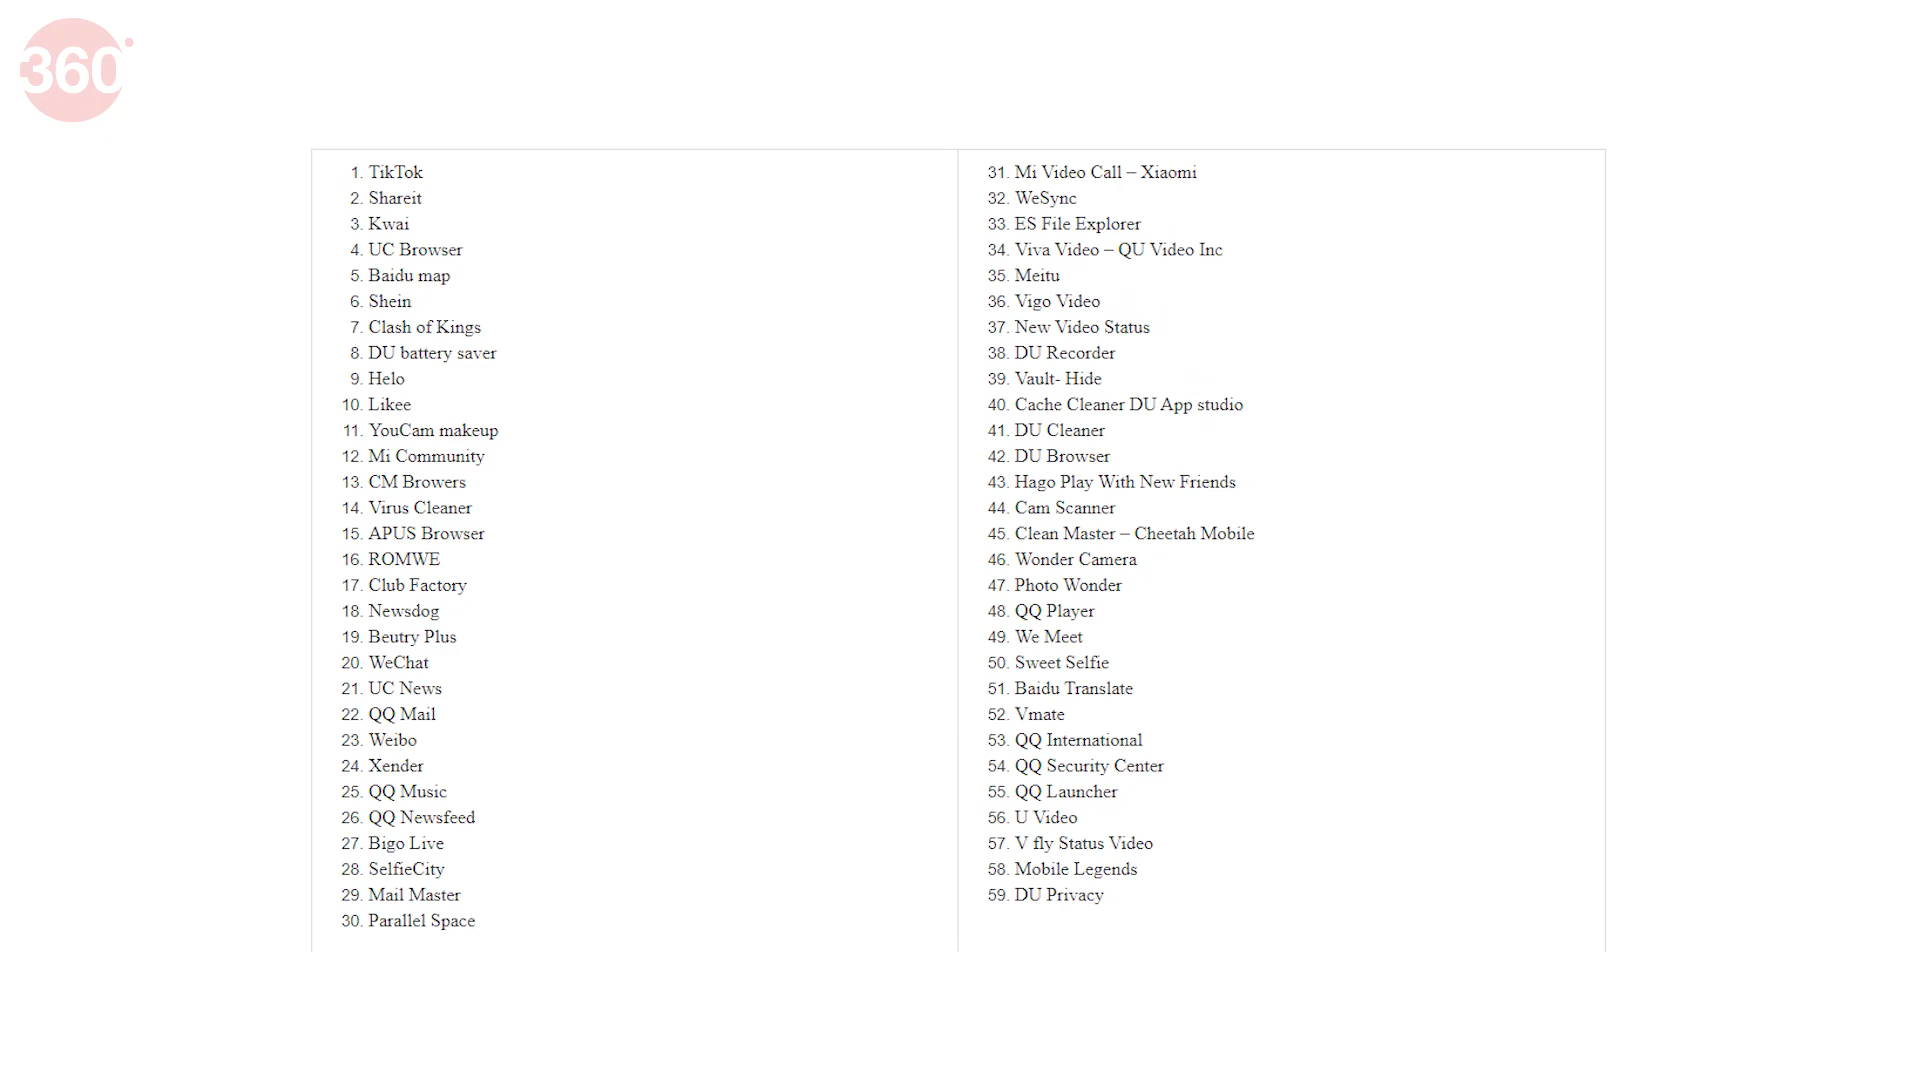 360°
1. TikTok
2. Shareit
3. Kwai
4. UC Browser
5. Baidu map
6. Shein
7. Clash of Kings
8. DU battery saver
9. Helo
10. Likee
11. YouCam makeup
12. Mi Community
13. CM Browers
14. Virus Cleaner
15. APUS Browser
16. ROMWE
17. Club Factory
18. Newsdog
19. Beutry Plus
20. WeChat
21. UC News
22. QQ Mail
23. Weibo
24. Xender
25. QQ Music
26. QQ Newsfeed
27. Bigo Live
28. SelfieCity
29. Mail Master
30. Parallel Space
31. Mi Video Call – Xiaomi
32. WeSync
33. ES File Explorer
34. Viva Video – QU Video Inc
35. Meitu
36. Vigo Video
37. New Video Status
38. DU Recorder
39. Vault- Hide
40. Cache Cleaner DU App studio
41. DU Cleaner
42. DU Browser
43. Hago Play With New Friends
44. Cam Scanner
45. Clean Master – Cheetah Mobile
46. Wonder Camera
47. Photo Wonder
48. QQ Player
49. We Meet
50. Sweet Selfie
51. Baidu Translate
52. Vmate
53. QQ International
54. QQ Security Center
55. QQ Launcher
56. U Video
57. V fly Status Video
58. Mobile Legends
59. DU Privacy